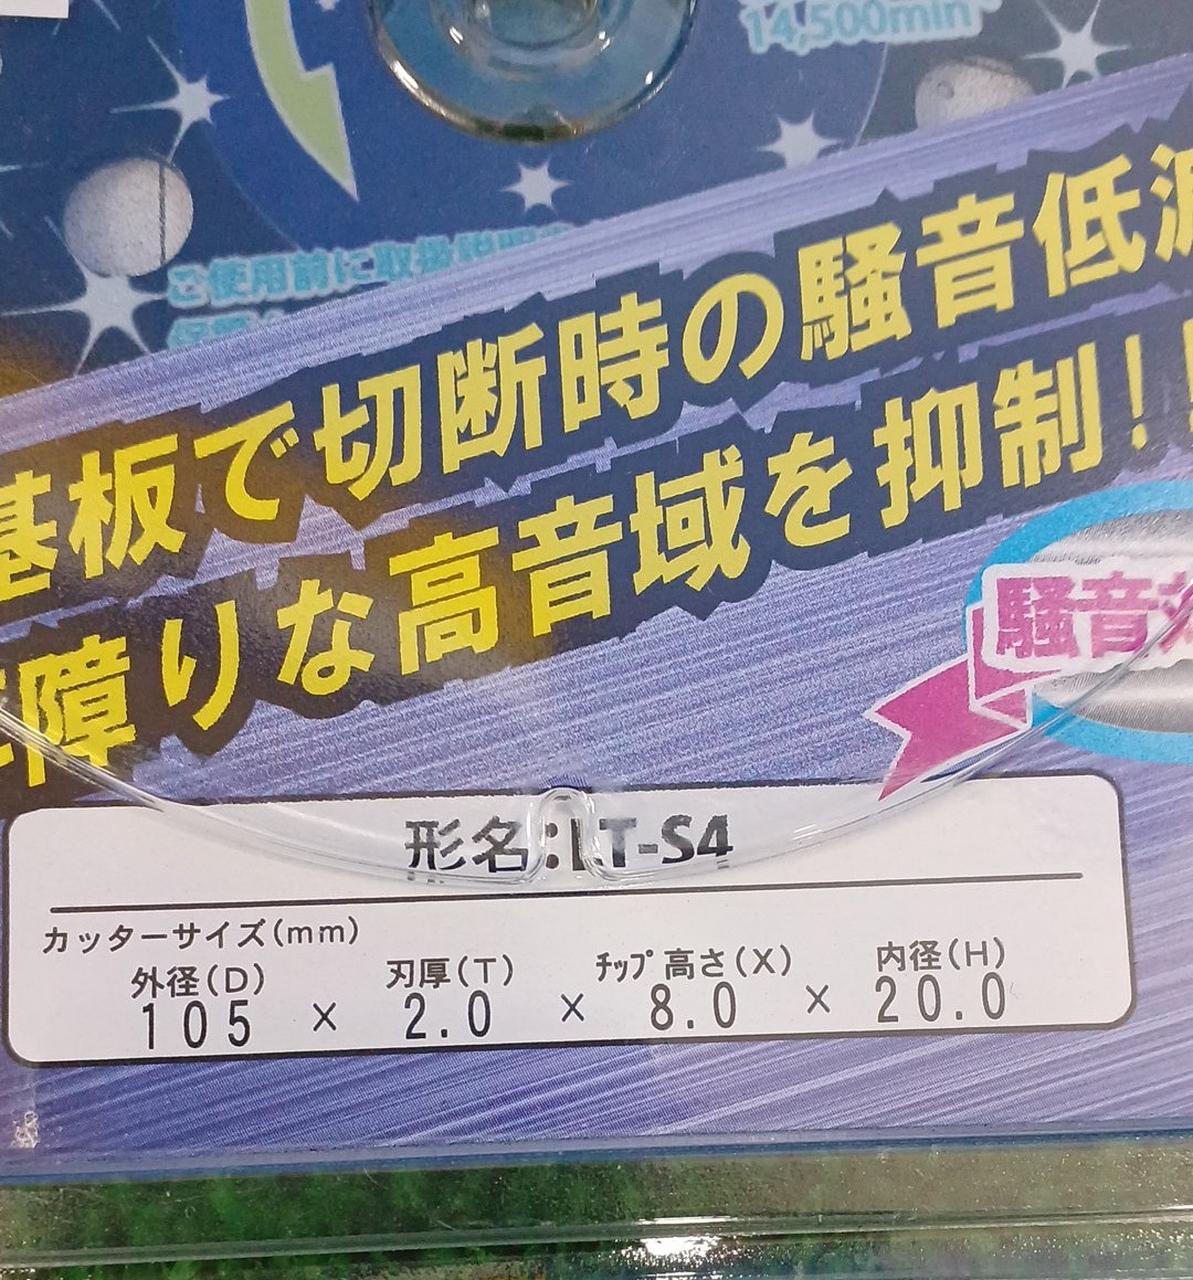 14,500min
ご使用前に取扱説明
基板で切断時の騒音低減
障りな高音域を抑制!!
騒音
形名:LT-S4
カッターサイズ(mm)
外径(D) 刃厚(T) ﾁｯﾌﾟ高さ(X) 内径(H)
105 × 2.0 × 8.0 × 20.0